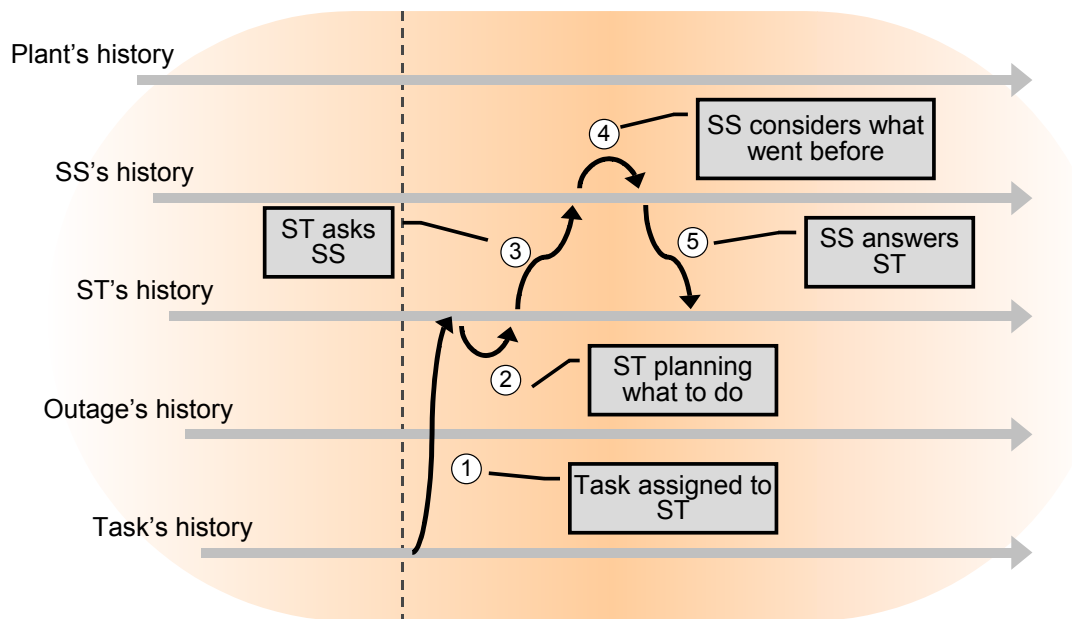 Plant's history
4
SS considers what
went before
SS's history
ST asks
SS
3
5
SS answers
ST
ST's history
2
ST planning
what to do
Outage's history
1
Task assigned to
ST
Task's history